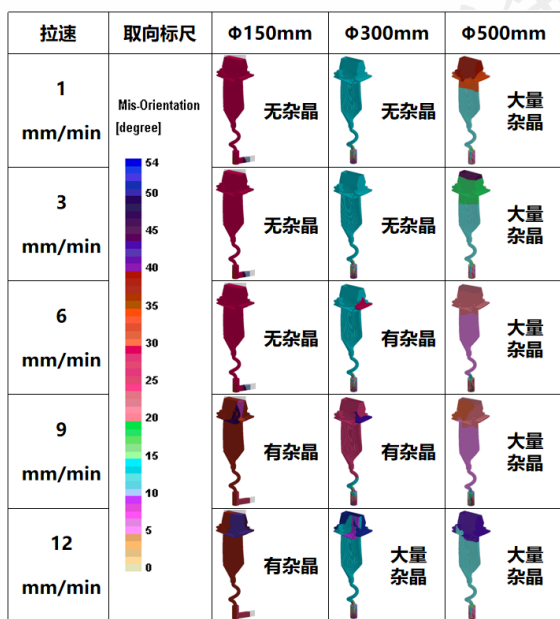 拉速 取向标尺 Φ150mm Φ300mm Φ500mm
1
mm/min
Mis-Orientation
[degree]
54
50
45
40
35
30
25
20
15
10
5
0
无杂晶 无杂晶 大量
杂晶
3
mm/min
无杂晶 无杂晶 大量
杂晶
6
mm/min
无杂晶 有杂晶 大量
杂晶
9
mm/min
有杂晶 有杂晶 大量
杂晶
12
mm/min
有杂晶 大量
杂晶 大量
杂晶